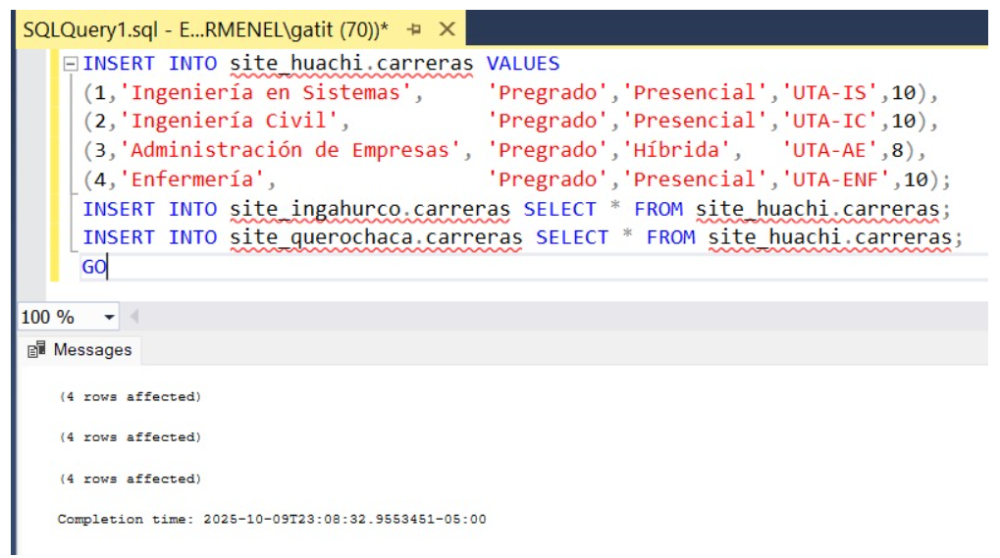 SQLQuery1.sql - E...RMENEL\gatit (70))*
INSERT INTO site_huachi.carreras VALUES
(1,'Ingeniería en Sistemas', 'Pregrado','Presencial','UTA-IS',10),
(2,'Ingeniería Civil', 'Pregrado','Presencial','UTA-IC',10),
(3,'Administración de Empresas', 'Pregrado','Híbrida', 'UTA-AE',8),
(4,'Enfermería', 'Pregrado','Presencial','UTA-ENF',10);
INSERT INTO site_ingahurco.carreras SELECT * FROM site_huachi.carreras;
INSERT INTO site_querochaca.carreras SELECT * FROM site_huachi.carreras;
GO
100 %
Messages
(4 rows affected)
(4 rows affected)
(4 rows affected)
Completion time: 2025-10-09T23:08:32.9553451-05:00